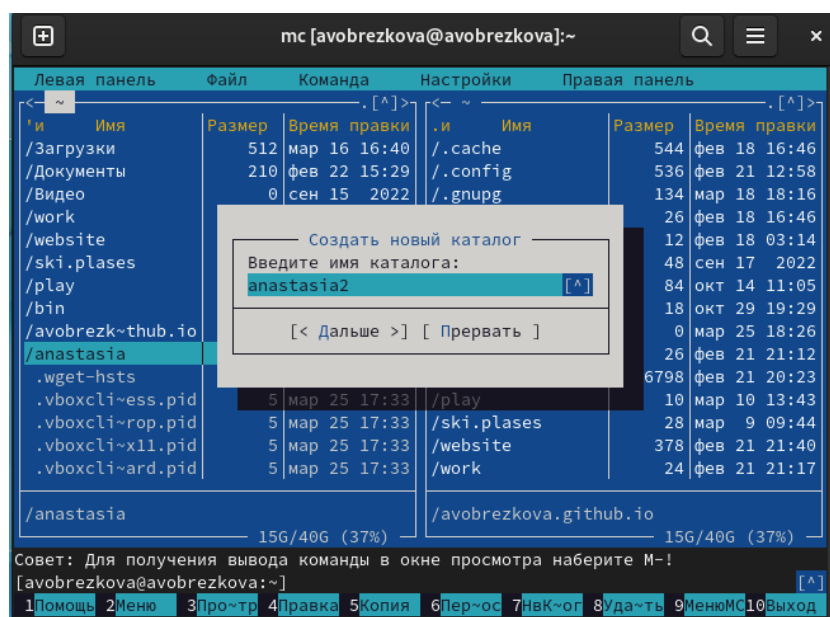 mc [avobrezkova@avobrezkova]:~
Левая панель Файл Команда Настройки Правая панель
<- ~ .[^]> <- ~ .[^]>
'и Имя Размер Время правки .и Имя Размер Время правки
/Загрузки 512 мар 16 16:40 /.cache 544 фев 18 16:46
/Документы 210 фев 22 15:29 /.config 536 фев 21 12:58
/Видео 0 сен 15 2022 /.gnupg 134 мар 18 18:16
/work 26 фев 18 16:46
/website 12 фев 18 03:14
/ski.plases 48 сен 17 2022
/play 84 окт 14 11:05
/bin 18 окт 29 19:29
/avobrezk~thub.io 0 мар 25 18:26
/anastasia 26 фев 21 21:12
.wget-hsts 6798 фев 21 20:23
Создать новый каталог
Введите имя каталога:
anastasia2 [^]
[< Дальше >] [ Прервать ]
.vboxcli~ess.pid 5 мар 25 17:33 /play 10 мар 10 13:43
.vboxcli~rop.pid 5 мар 25 17:33 /ski.plases 28 мар 9 09:44
.vboxcli~x11.pid 5 мар 25 17:33 /website 378 фев 21 21:40
.vboxcli~ard.pid 5 мар 25 17:33 /work 24 фев 21 21:17
/anastasia /avobrezkova.github.io
15G/40G (37%) 15G/40G (37%)
Совет: Для получения вывода команды в окне просмотра наберите M-!
[avobrezkova@avobrezkova:~] [^]
1Помощь 2Меню 3Про~тр 4Правка 5Копия 6Пер~ос 7НвК~ог 8Уда~ть 9МенюMC 10Выход